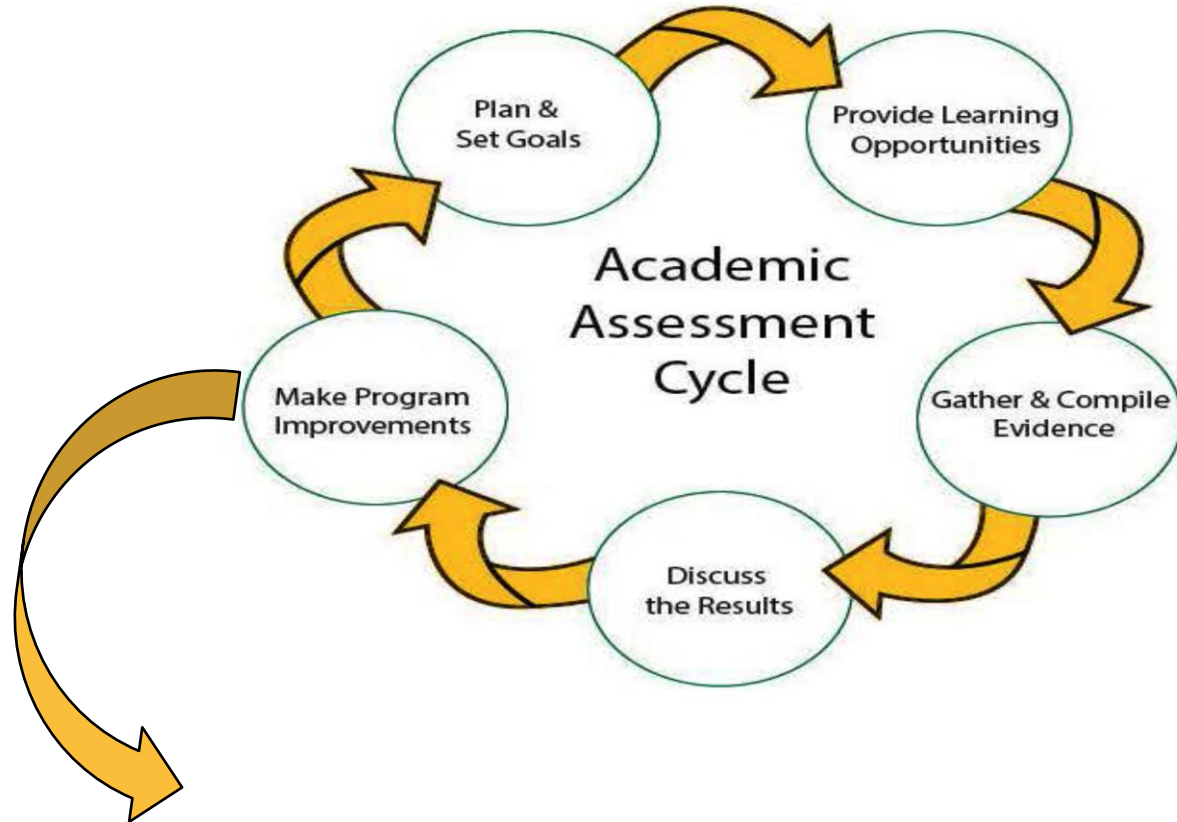 Plan &
Set Goals
Provide Learning
Opportunities
Academic
Assessment
Cycle
Make Program
Improvements
Gather & Compile
Evidence
Discuss
the Results